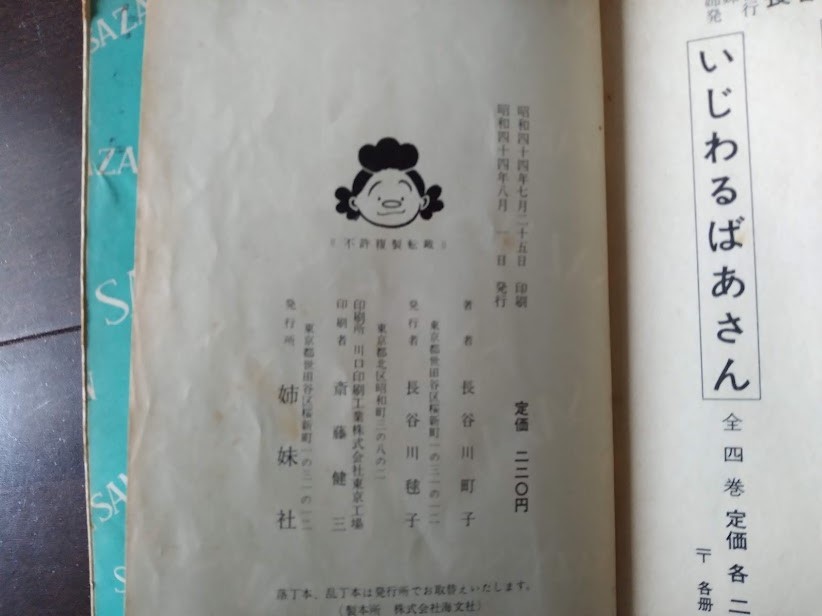 いじわるばあさん
全四巻 定価 各二
〒 各冊
昭和四十四年七月二十五日 印刷
昭和四十四年八月 一 日 発行
不許複製転載
定価 二二〇円
著者 長谷川町子
東京都世田谷区桜新町一の三一の一二
発行者 長谷川毬子
東京都北区昭和町三の八の二
印刷所 川口印刷工業株式会社東京工場
印刷者 斎藤健三
東京都世田谷区桜新町一の三一の一二
発行所 姉妹社
落丁本、乱丁本は発行所でお取替えいたします。
(製本所 株式会社海文社)
SAZA
SA